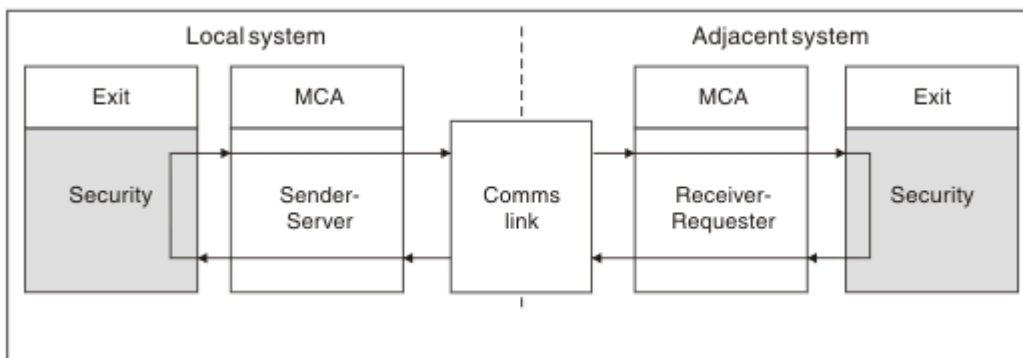 Local system
Adjacent system
Exit
MCA
MCA
Exit
Security
Sender-
Server
Comms
link
Receiver-
Requester
Security